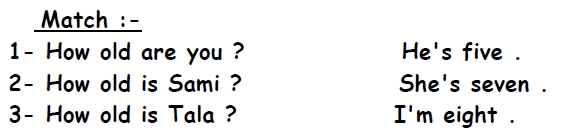 Match :-
1- How old are you ? He's five .
2- How old is Sami ? She's seven .
3- How old is Tala ? I'm eight .